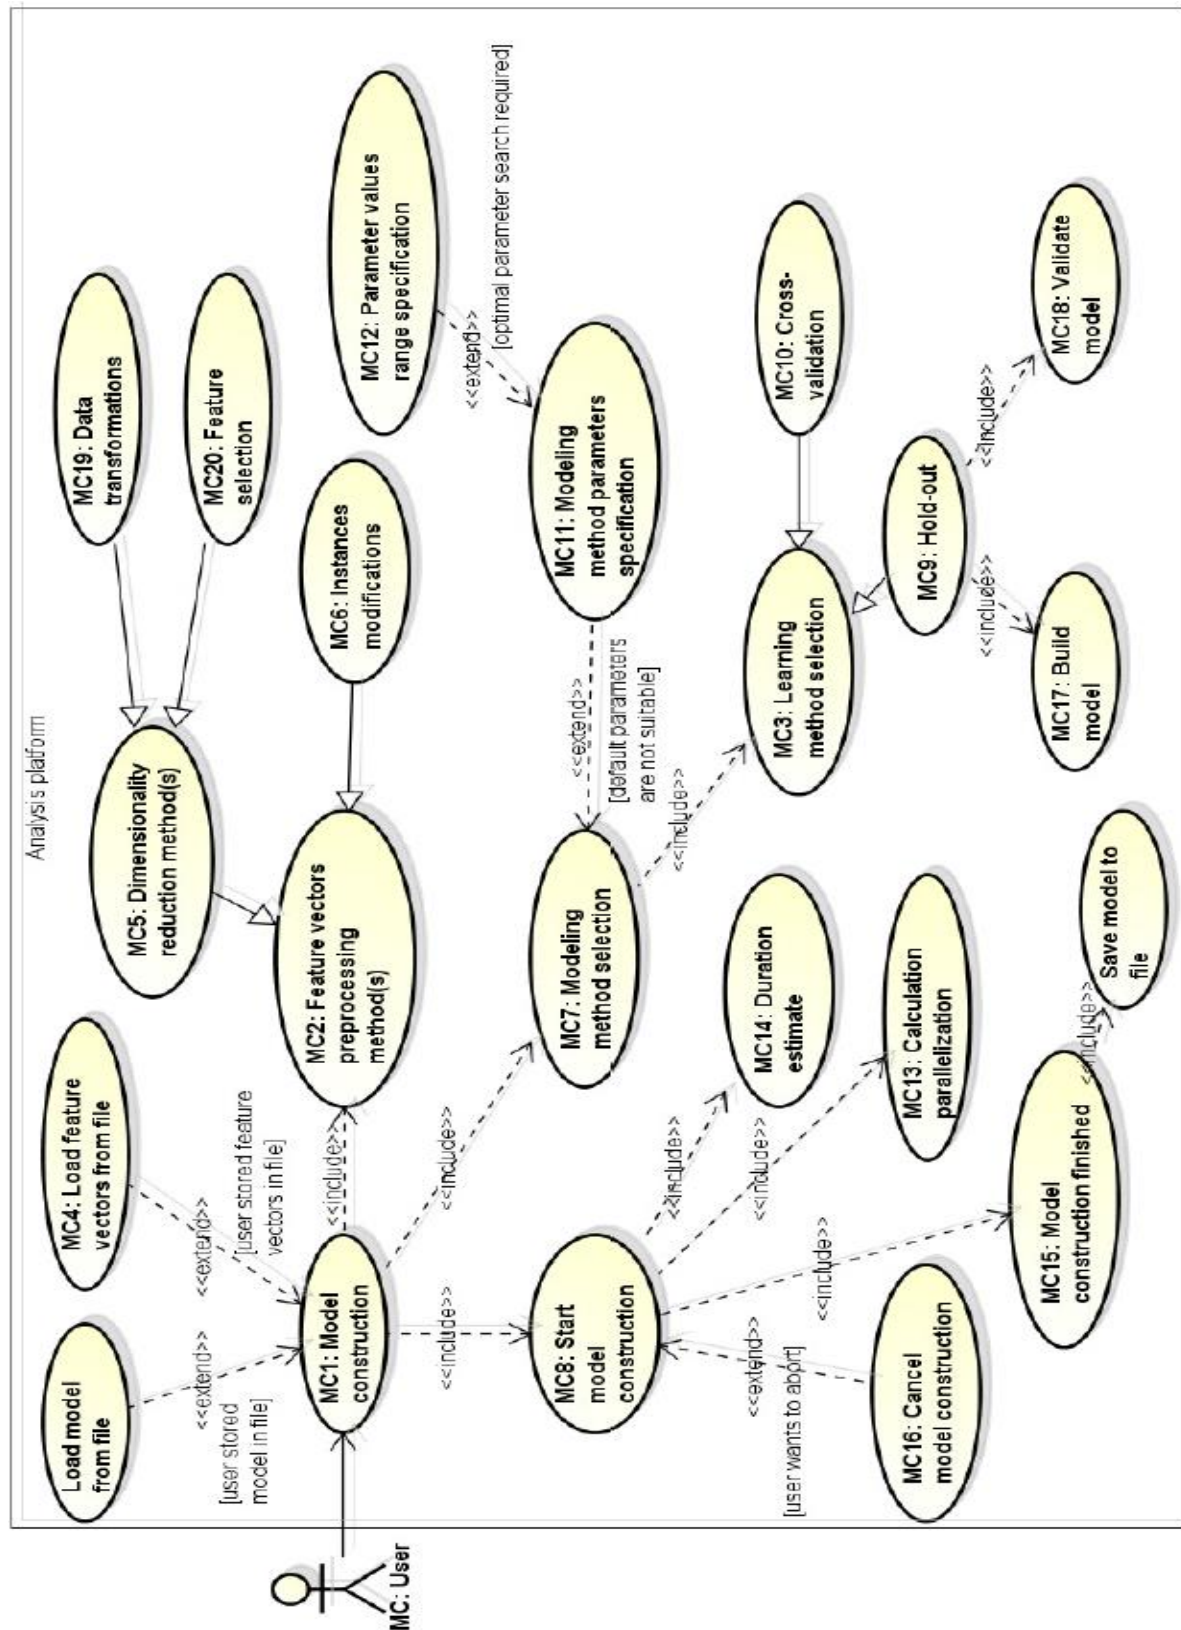 Analysis platform
MC: User
Load model
from file
<<extend>>
[user stored
model in file]
MC4: Load feature
vectors from file
<<extend>>
[user stored feature
vectors in file]
MC1: Model
construction
<<include>>
MC2: Feature vectors
preprocessing
method(s)
MC5: Dimensionality
reduction method(s)
MC19: Data
transformations
MC20: Feature
selection
MC6: Instances
modifications
<<include>>
MC7: Modeling
method selection
<<extend>>
[default parameters
are not suitable]
MC11: Modeling
method parameters
specification
<<extend>>
[optimal parameter search required]
MC12: Parameter values
range specification
<<include>>
MC3: Learning
method selection
MC10: Cross-
validation
MC9: Hold-out
<<include>>
MC17: Build
model
<<include>>
MC18: Validate
model
<<include>>
MC8: Start
model
construction
<<include>>
MC14: Duration
estimate
<<include>>
MC13: Calculation
parallelization
<<include>>
MC15: Model
construction finished
<<include>>
Save model to
file
<<extend>>
[user wants to abort]
MC16: Cancel
model construction